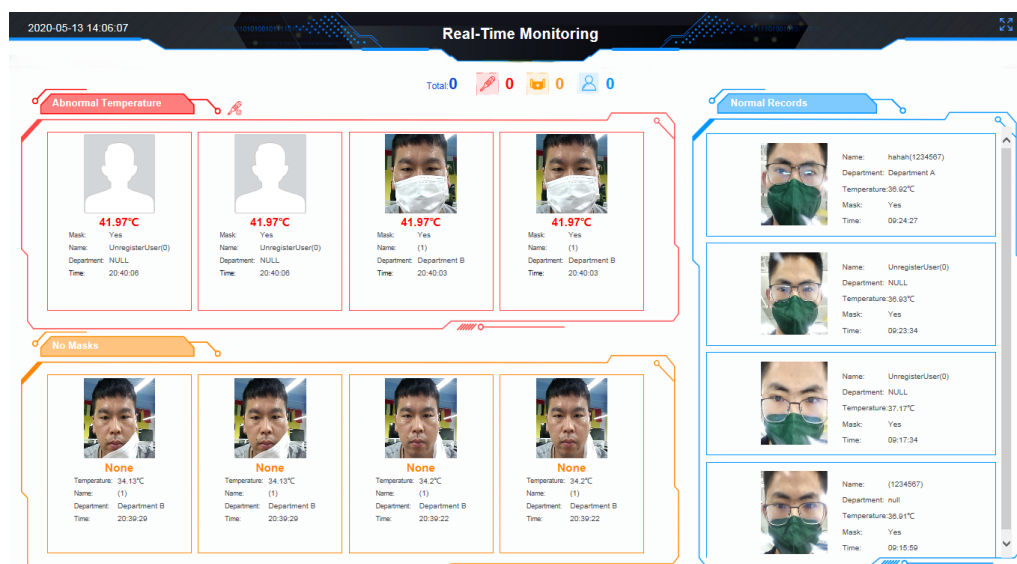 2020-05-13 14:06:07
Real-Time Monitoring
Total:0 0 0 0
Abnormal Temperature
41.97℃
Mask: Yes
Name: UnregisterUser(0)
Department: NULL
Time: 20:40:06
41.97℃
Mask: Yes
Name: UnregisterUser(0)
Department: NULL
Time: 20:40:06
41.97℃
Mask: Yes
Name: (1)
Department: Department B
Time: 20:40:03
41.97℃
Mask: Yes
Name: (1)
Department: Department B
Time: 20:40:03
No Masks
None
Temperature: 34.13℃
Name: (1)
Department: Department B
Time: 20:39:29
None
Temperature: 34.13℃
Name: (1)
Department: Department B
Time: 20:39:29
None
Temperature: 34.2℃
Name: (1)
Department: Department B
Time: 20:39:22
None
Temperature: 34.2℃
Name: (1)
Department: Department B
Time: 20:39:22
Normal Records
Name: hahah(1234567)
Department: Department A
Temperature:36.92℃
Mask: Yes
Time: 09:24:27
Name: UnregisterUser(0)
Department: NULL
Temperature:36.93℃
Mask: Yes
Time: 09:23:34
Name: UnregisterUser(0)
Department: NULL
Temperature:37.17℃
Mask: Yes
Time: 09:17:34
Name: (1234567)
Department: null
Temperature:36.91℃
Mask: Yes
Time: 09:15:59